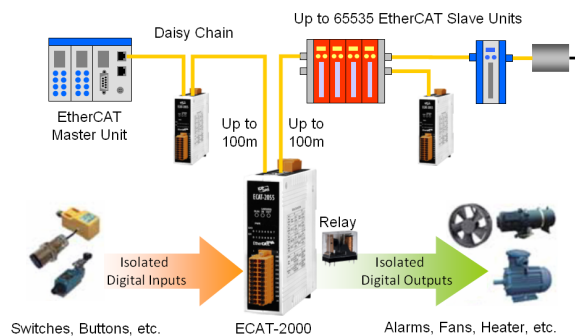 Up to 65535 EtherCAT Slave Units
Daisy Chain
EtherCAT
Master Unit
Up to
100m
Up to
100m
ECAT-2055
EtherCAT
Relay
Isolated
Digital Inputs
Isolated
Digital Outputs
Switches, Buttons, etc.
ECAT-2000
Alarms, Fans, Heater, etc.